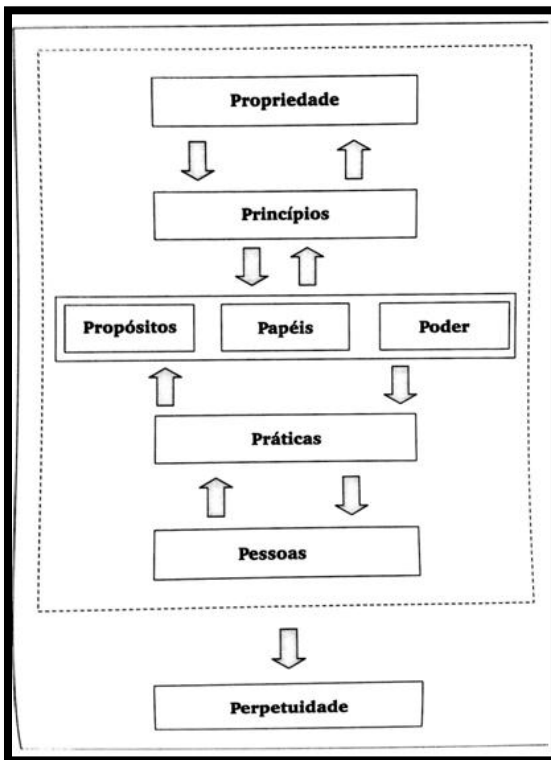 Propriedade
Princípios
Propósitos Papéis Poder
Práticas
Pessoas
Perpetuidade